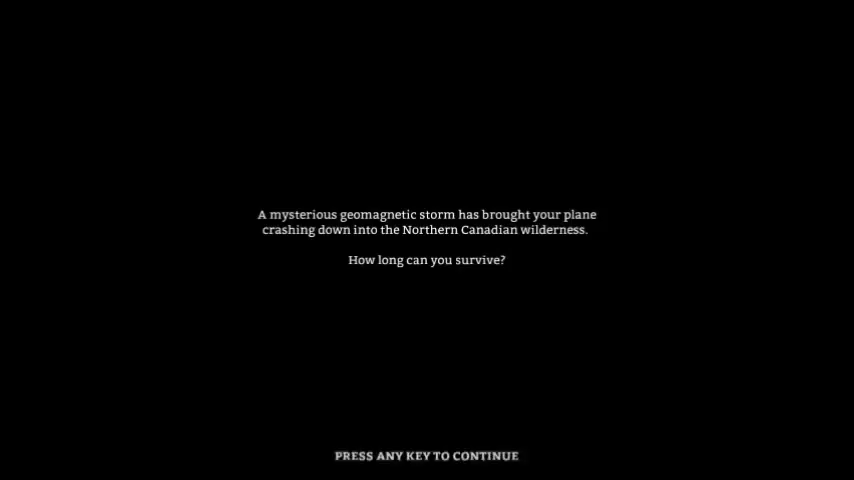 A mysterious geomagnetic storm has brought your plane
crashing down into the Northern Canadian wilderness.
How long can you survive?
PRESS ANY KEY TO CONTINUE